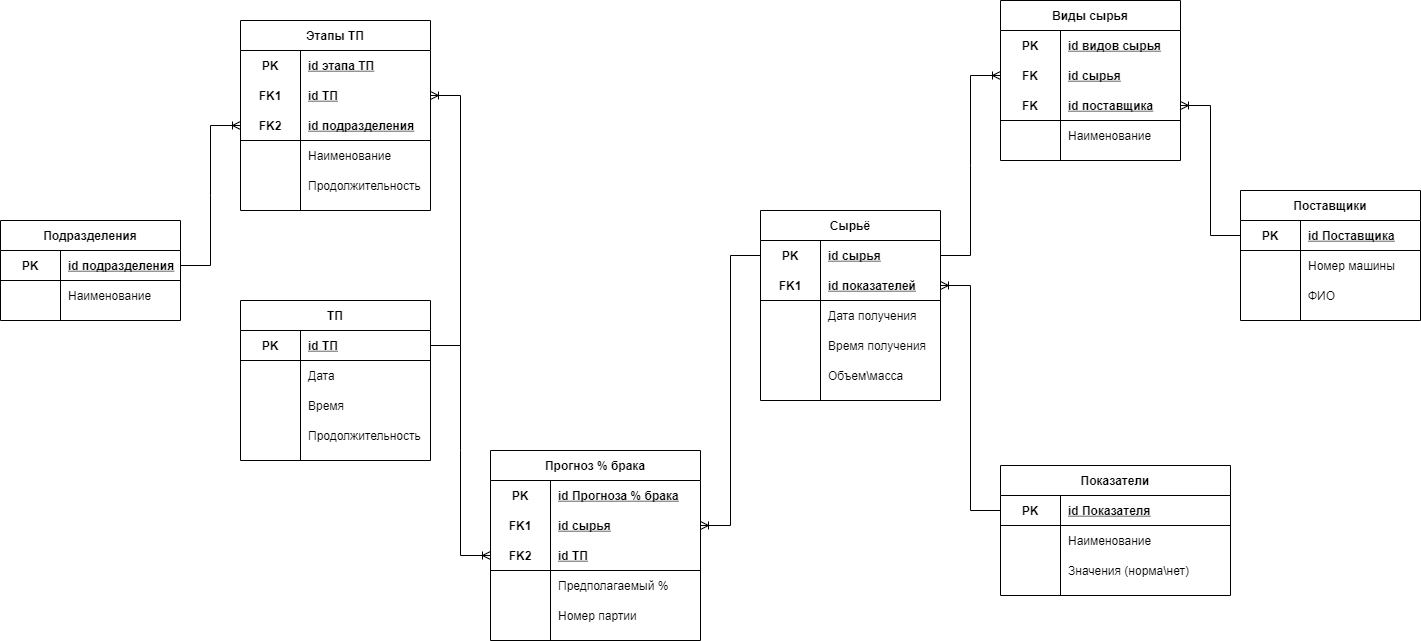 Этапы ТП
PK id этапа ТП
FK1 id ТП
FK2 id подразделения
Наименование
Продолжительность
Подразделения
PK id подразделения
Наименование
ТП
PK id ТП
Дата
Время
Продолжительность
Прогноз % брака
PK id Прогноза % брака
FK1 id сырья
FK2 id ТП
Предполагаемый %
Номер партии
Сырьё
PK id сырья
FK1 id показателей
Дата получения
Время получения
Объем\масса
Виды сырья
PK id видов сырья
FK id сырья
FK id поставщика
Наименование
Поставщики
PK id Поставщика
Номер машины
ФИО
Показатели
PK id Показателя
Наименование
Значения (норма\нет)